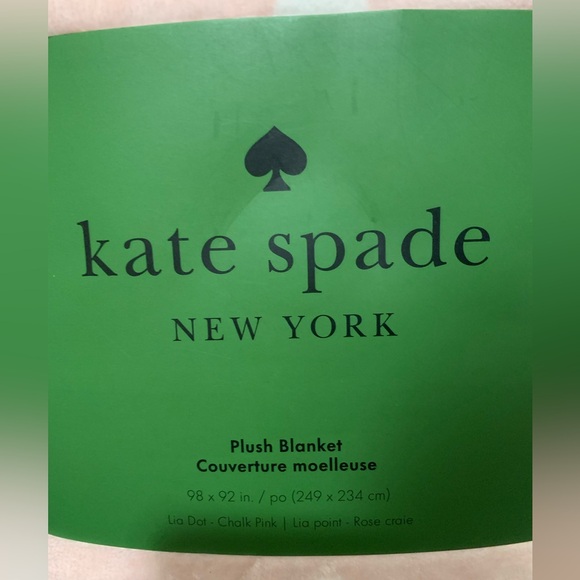 kate spade
NEW YORK
Plush Blanket
Couverture moelleuse
98 x 92 in. / po (249 x 234 cm)
Lia Dot - Chalk Pink | Lia point - Rose craie